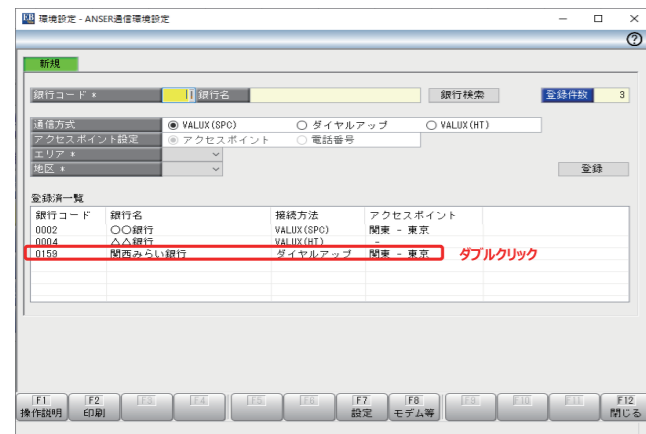 EB 環境設定 - ANSER通信環境設定
新規
銀行コード * 銀行名 銀行検索 登録件数 3
通信方式 VALUX(SPC) ダイヤルアップ VALUX(HT)
アクセスポイント設定 アクセスポイント 電話番号
エリア *
地区 * 登録
登録済一覧
銀行コード 銀行名 接続方法 アクセスポイント
0002 〇〇銀行 VALUX(SPC) 関東 - 東京
0004 △△銀行 VALUX(HT) -
0159 関西みらい銀行 ダイヤルアップ 関東 - 東京 ダブルクリック
F1 F2 F3 F4 F5 F6 F7 F8 F9 F10 F11 F12
操作説明 印刷 設定 モデム等 閉じる